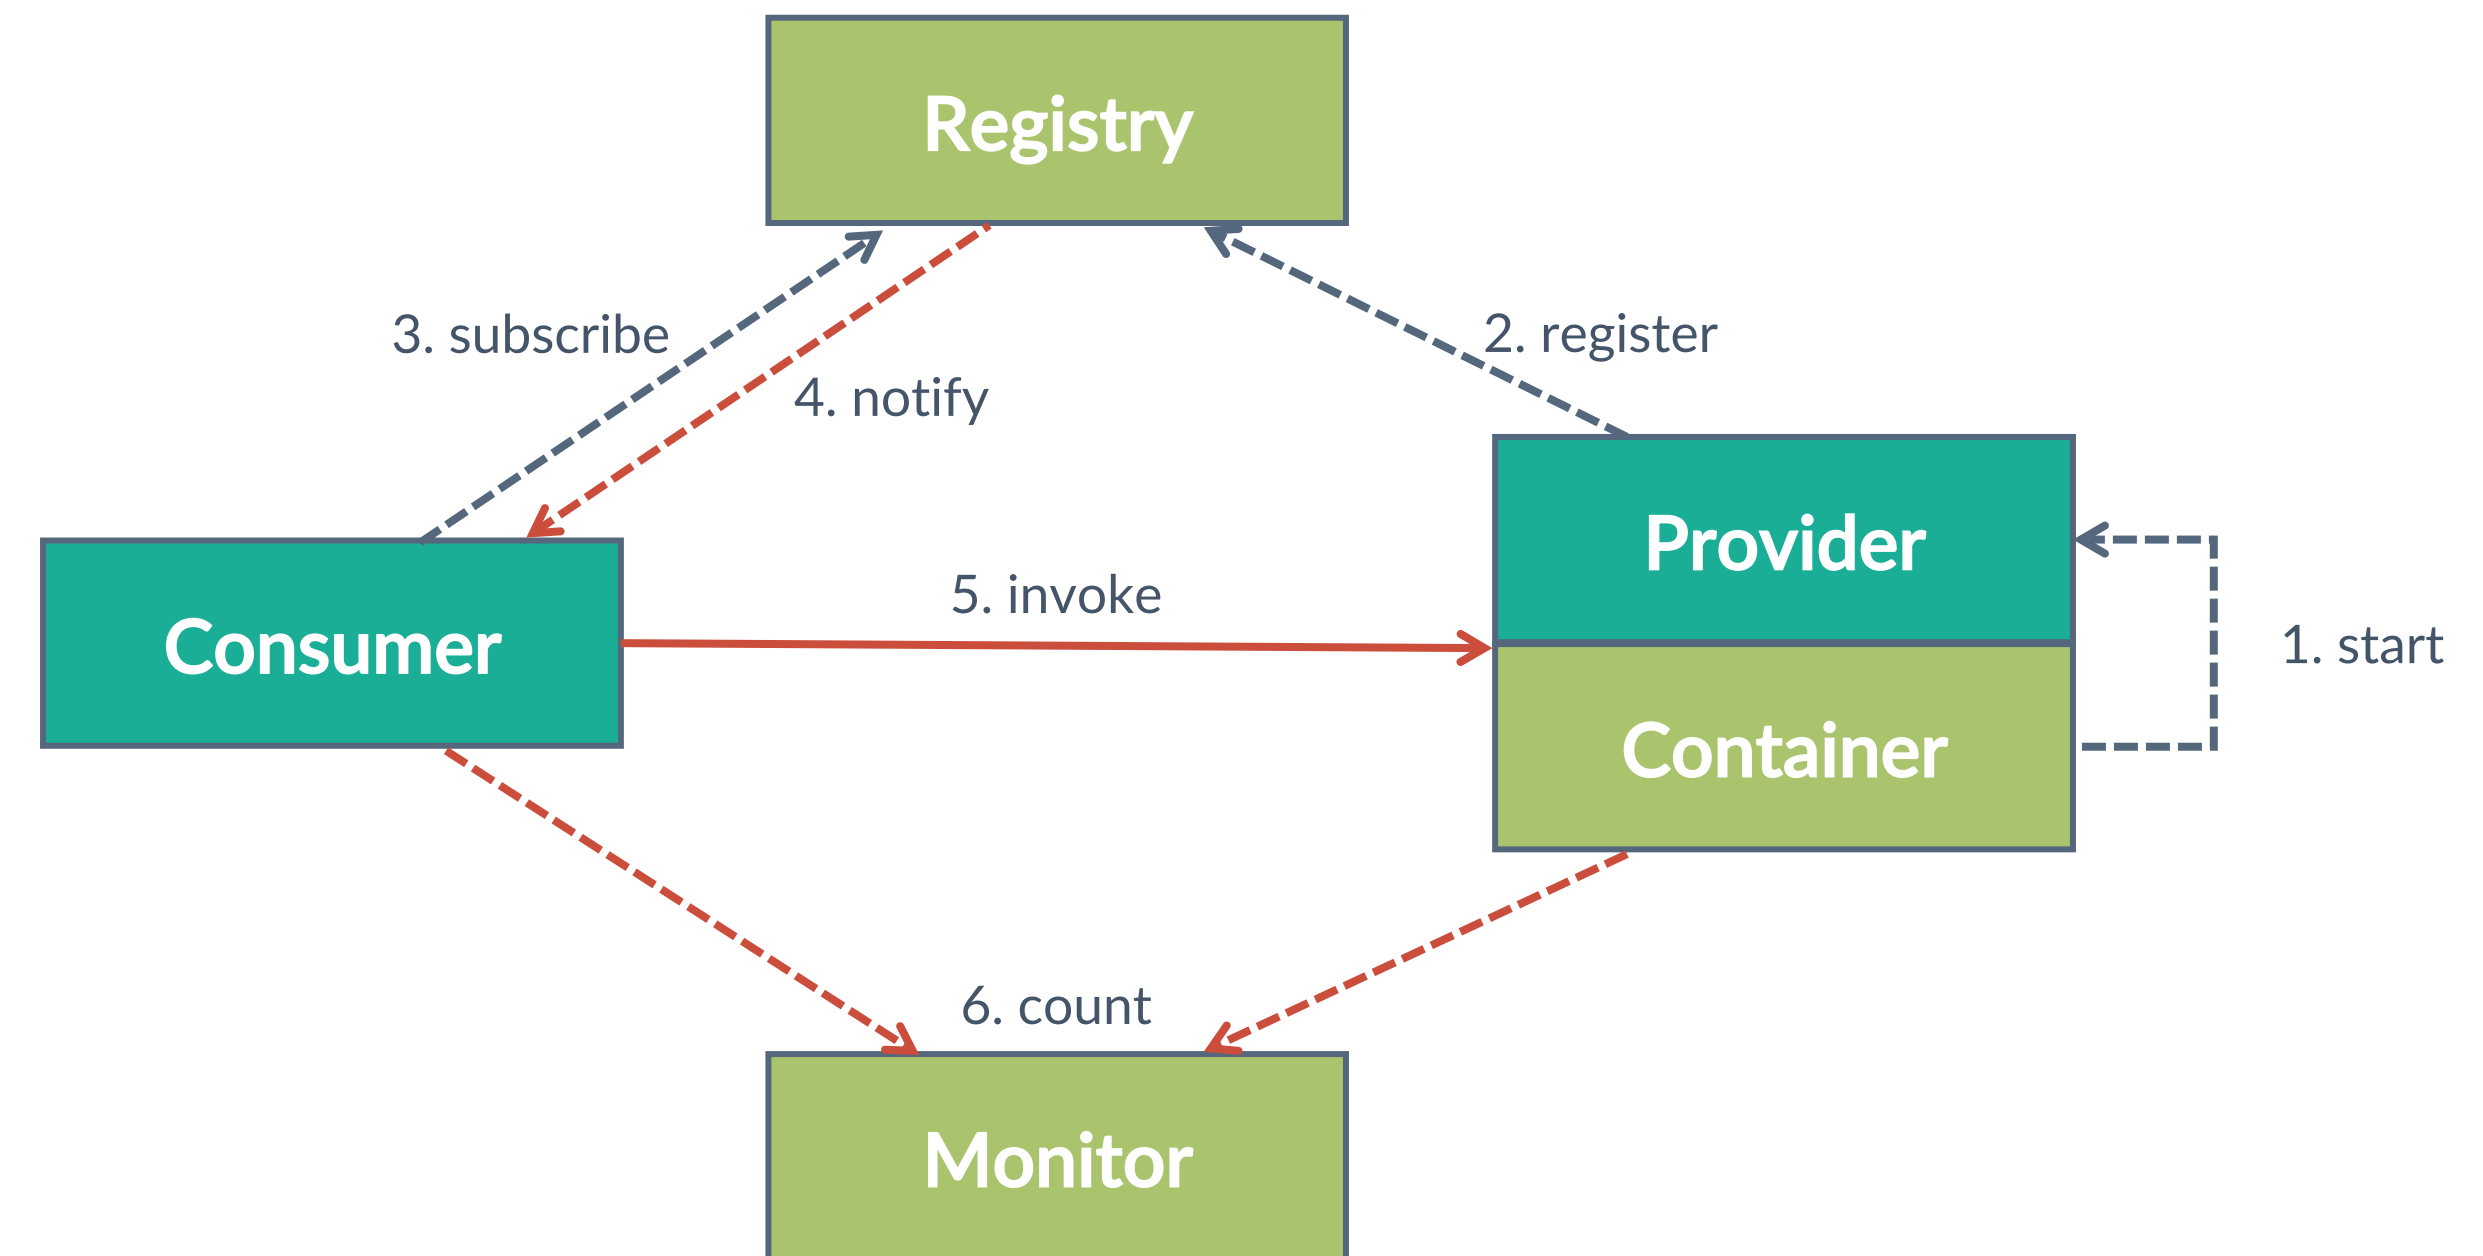 Registry
3. subscribe
2. register
4. notify
Provider
5. invoke
Consumer
1. start
Container
6. count
Monitor